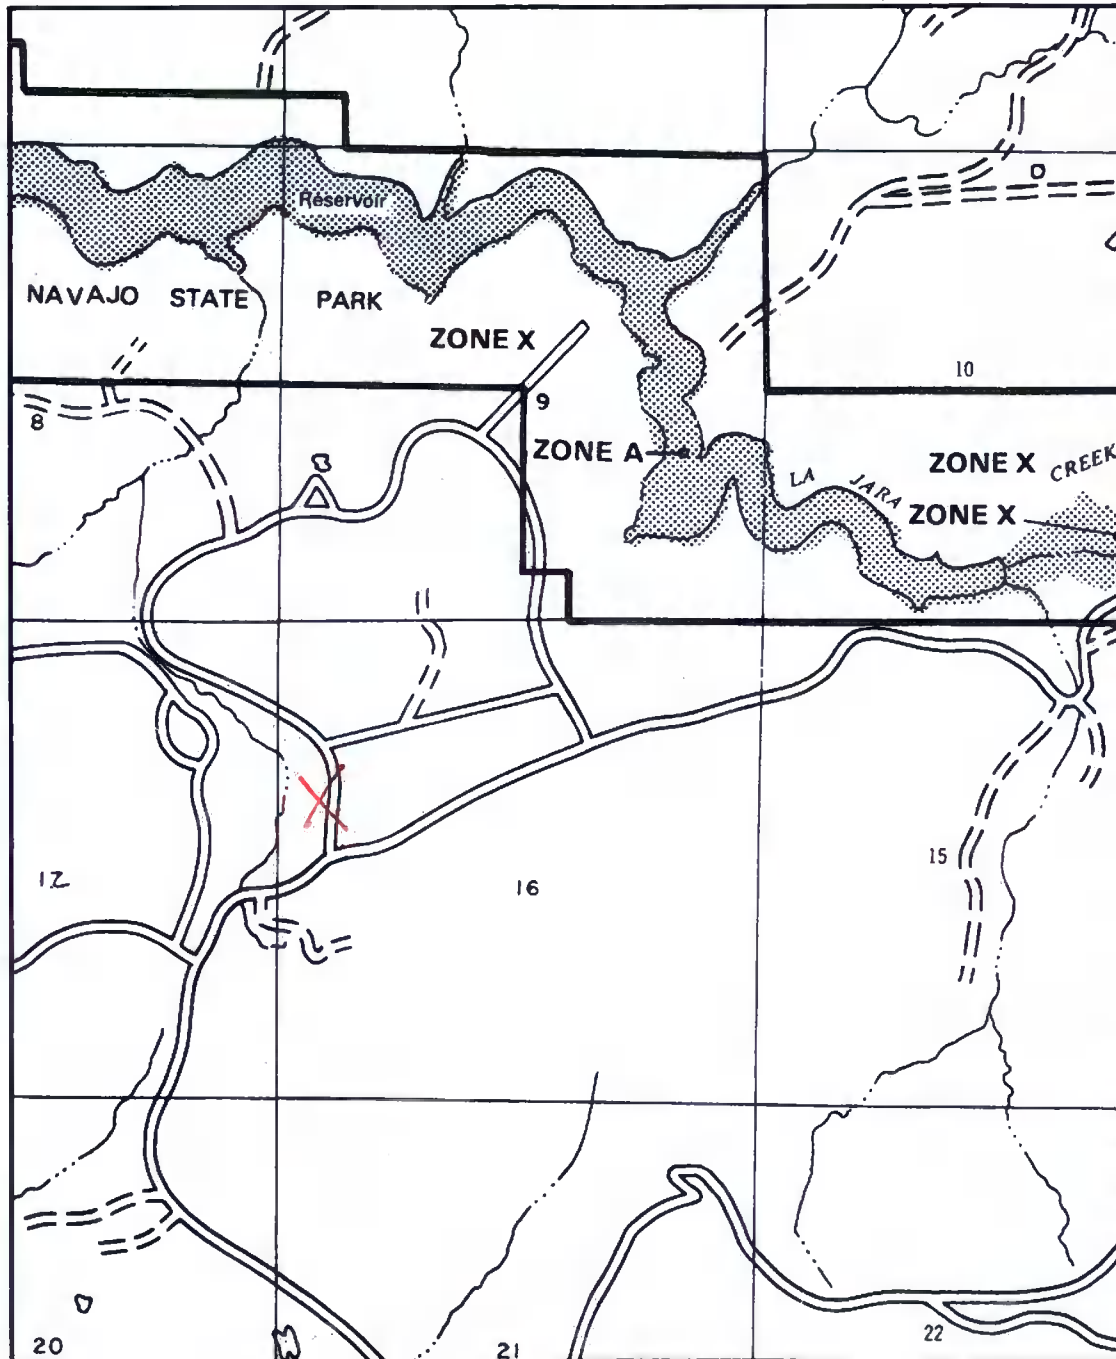 Reservoir
NAVAJO STATE PARK
ZONE X
10
9
8
ZONE A
LA JARA CREEK
ZONE X
ZONE X
15
17
16
22
20
21